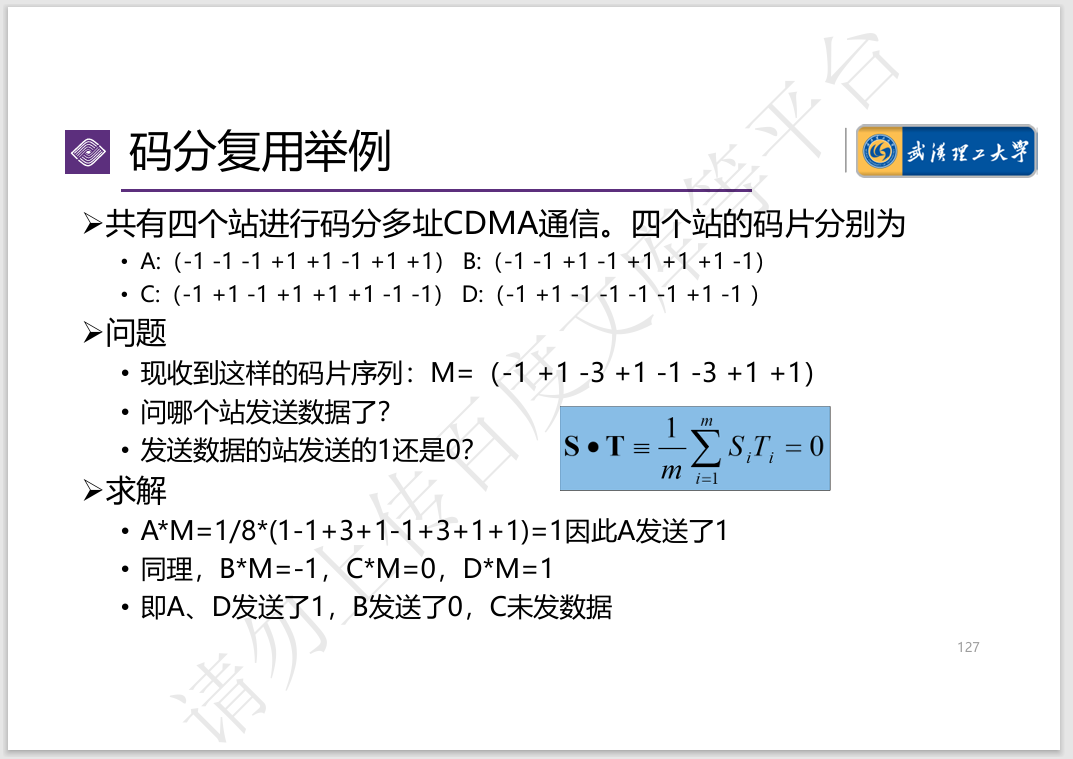 码分复用举例
武汉理工大学
➢共有四个站进行码分多址CDMA通信。四个站的码片分别为
• A:（-1 -1 -1 +1 +1 -1 +1 +1） B:（-1 -1 +1 -1 +1 +1 +1 -1）
• C:（-1 +1 -1 +1 +1 +1 -1 -1） D:（-1 +1 -1 -1 -1 -1 +1 -1 ）
➢问题
• 现收到这样的码片序列：M=（-1 +1 -3 +1 -1 -3 +1 +1）
• 问哪个站发送数据了?
• 发送数据的站发送的1还是0?
S • T ≡ 1/m ∑_{i=1}^{m} S_i T_i = 0
➢求解
• A*M=1/8*(1-1+3+1-1+3+1+1)=1因此A发送了1
• 同理，B*M=-1，C*M=0，D*M=1
• 即A、D发送了1，B发送了0，C未发数据
127
请勿上传百度文库等平台